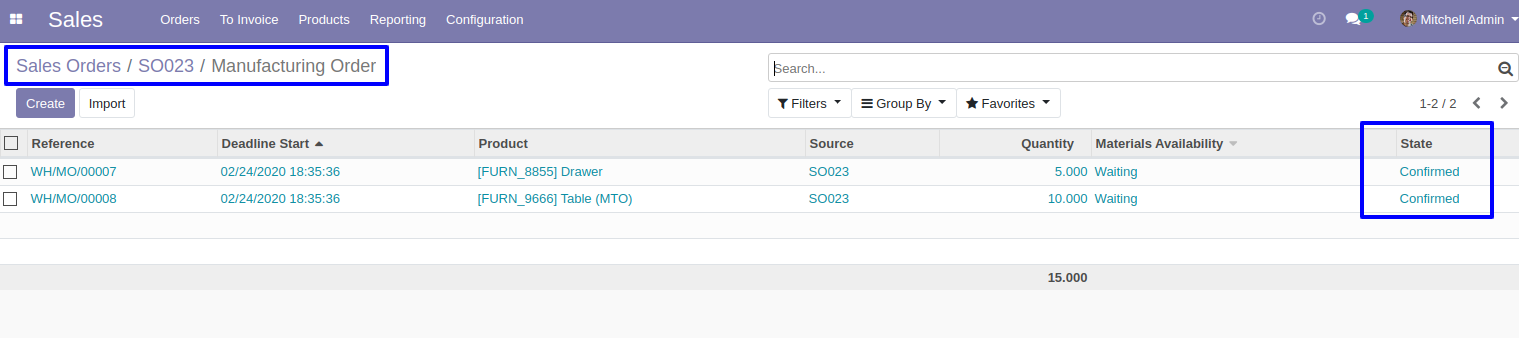 Sales Orders To Invoice Products Reporting Configuration 1 Mitchell Admin
Sales Orders / SO023 / Manufacturing Order
Search...
Create Import Filters Group By Favorites 1-2 / 2
Reference Deadline Start Product Source Quantity Materials Availability State
WH/MO/00007 02/24/2020 18:35:36 [FURN_8855] Drawer SO023 5.000 Waiting Confirmed
WH/MO/00008 02/24/2020 18:35:36 [FURN_9666] Table (MTO) SO023 10.000 Waiting Confirmed
15.000